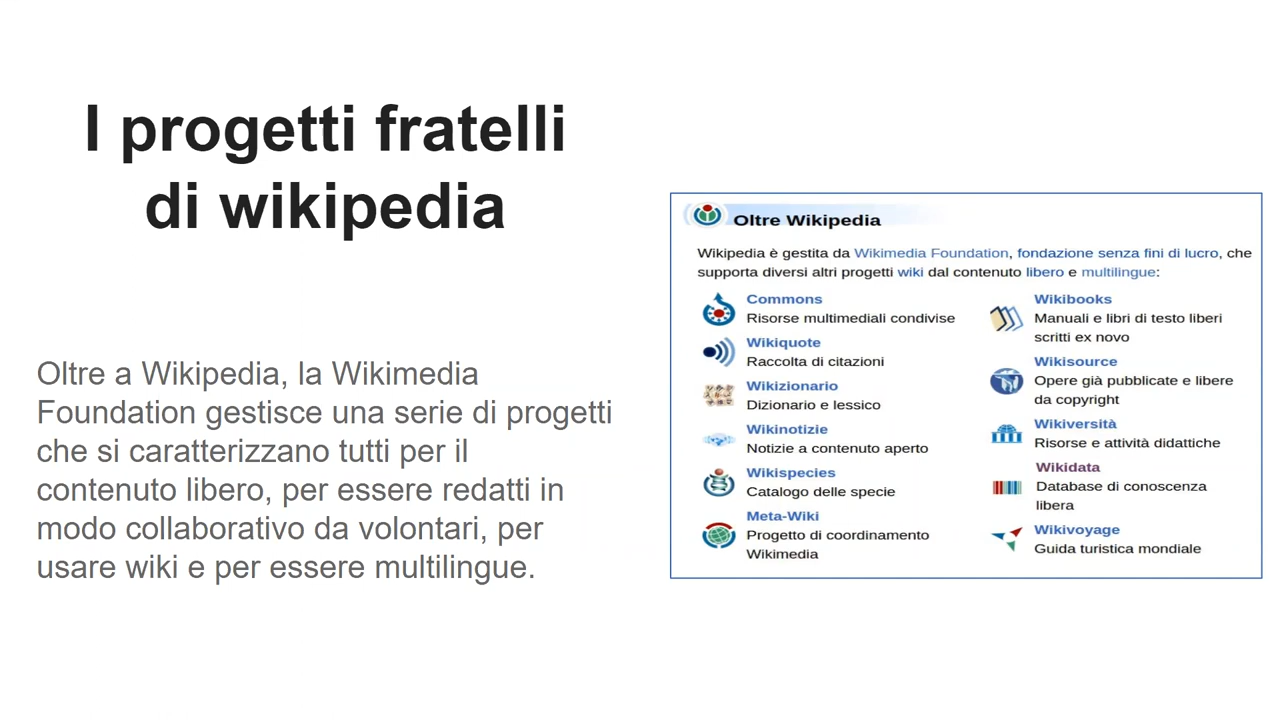 I progetti fratelli
di wikipedia
Oltre a Wikipedia, la Wikimedia
Foundation gestisce una serie di progetti
che si caratterizzano tutti per il
contenuto libero, per essere redatti in
modo collaborativo da volontari, per
usare wiki e per essere multilingue.
Oltre Wikipedia
Wikipedia è gestita da Wikimedia Foundation, fondazione senza fini di lucro, che
supporta diversi altri progetti wiki dal contenuto libero e multilingue:
Commons
Risorse multimediali condivise
Wikiquote
Raccolta di citazioni
Wikizionario
Dizionario e lessico
Wikinotizie
Notizie a contenuto aperto
Wikispecies
Catalogo delle specie
Meta-Wiki
Progetto di coordinamento
Wikimedia
Wikibooks
Manuali e libri di testo liberi
scritti ex novo
Wikisource
Opere già pubblicate e libere
da copyright
Wikiversità
Risorse e attività didattiche
Wikidata
Database di conoscenza
libera
Wikivoyage
Guida turistica mondiale